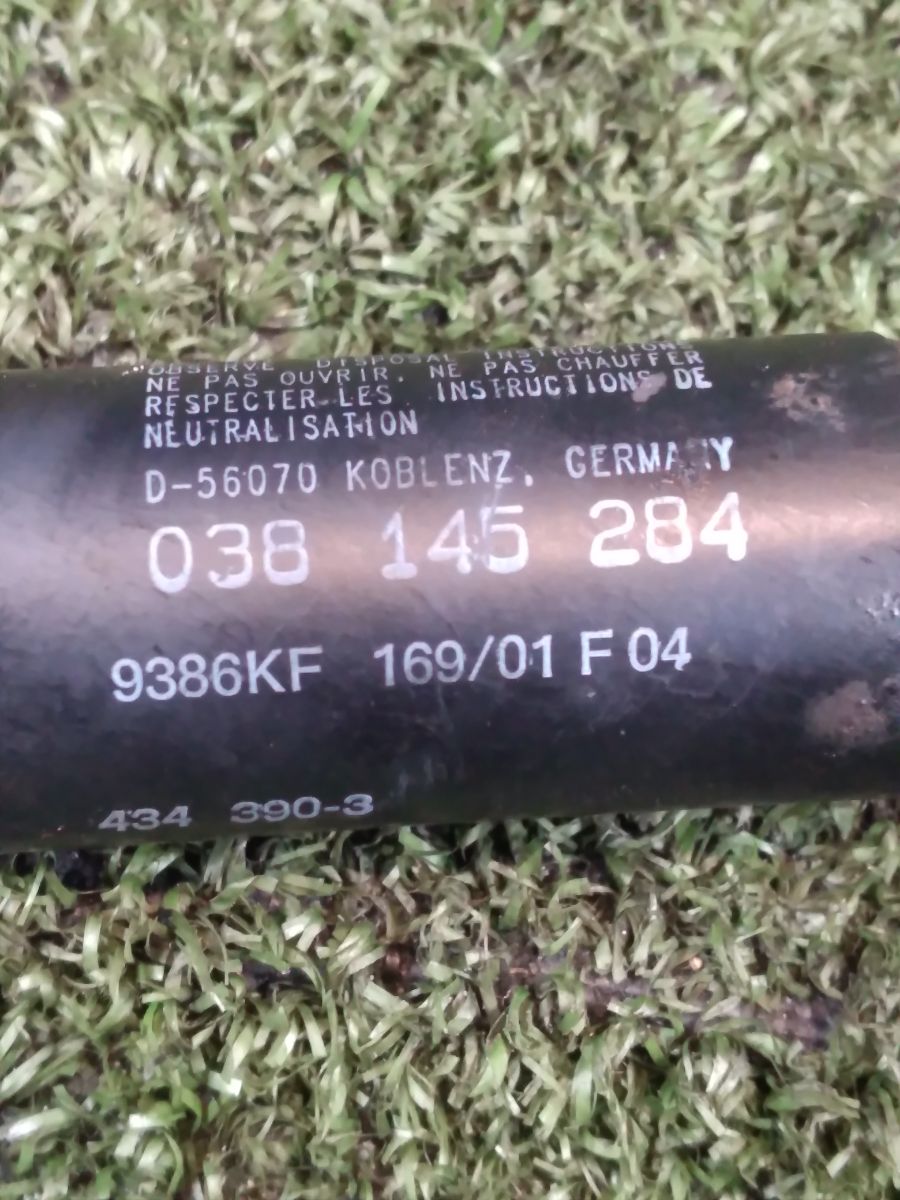 OBSERVE DISPOSAL INSTRUCTIONS
NE PAS OUVRIR. NE PAS CHAUFFER
RESPECTER LES INSTRUCTIONS DE
NEUTRALISATION
D-56070 KOBLENZ, GERMANY
038 145 284
9386KF 169/01 F 04
434 390-3